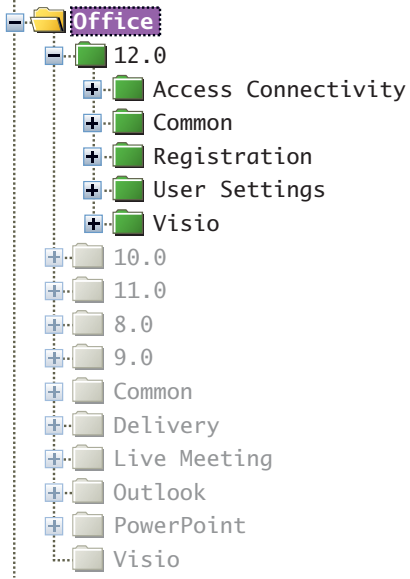 Office
12.0
Access Connectivity
Common
Registration
User Settings
Visio
10.0
11.0
8.0
9.0
Common
Delivery
Live Meeting
Outlook
PowerPoint
Visio